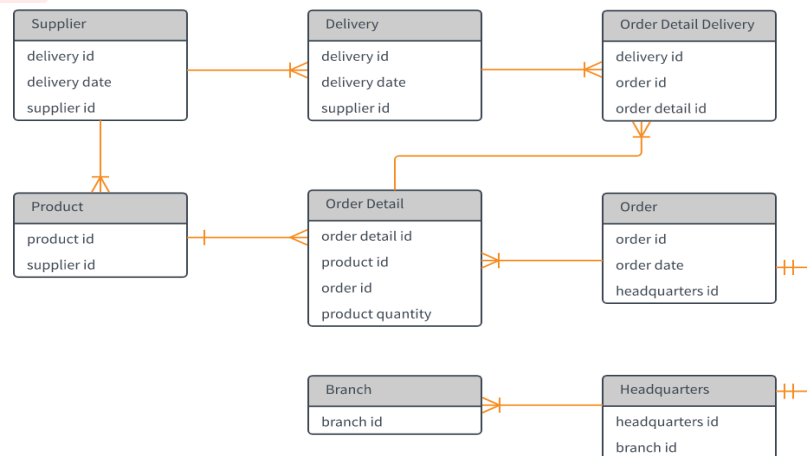 Supplier
delivery id
delivery date
supplier id
Delivery
delivery id
delivery date
supplier id
Order Detail Delivery
delivery id
order id
order detail id
Product
product id
supplier id
Order Detail
order detail id
product id
order id
product quantity
Order
order id
order date
headquarters id
Branch
branch id
Headquarters
headquarters id
branch id